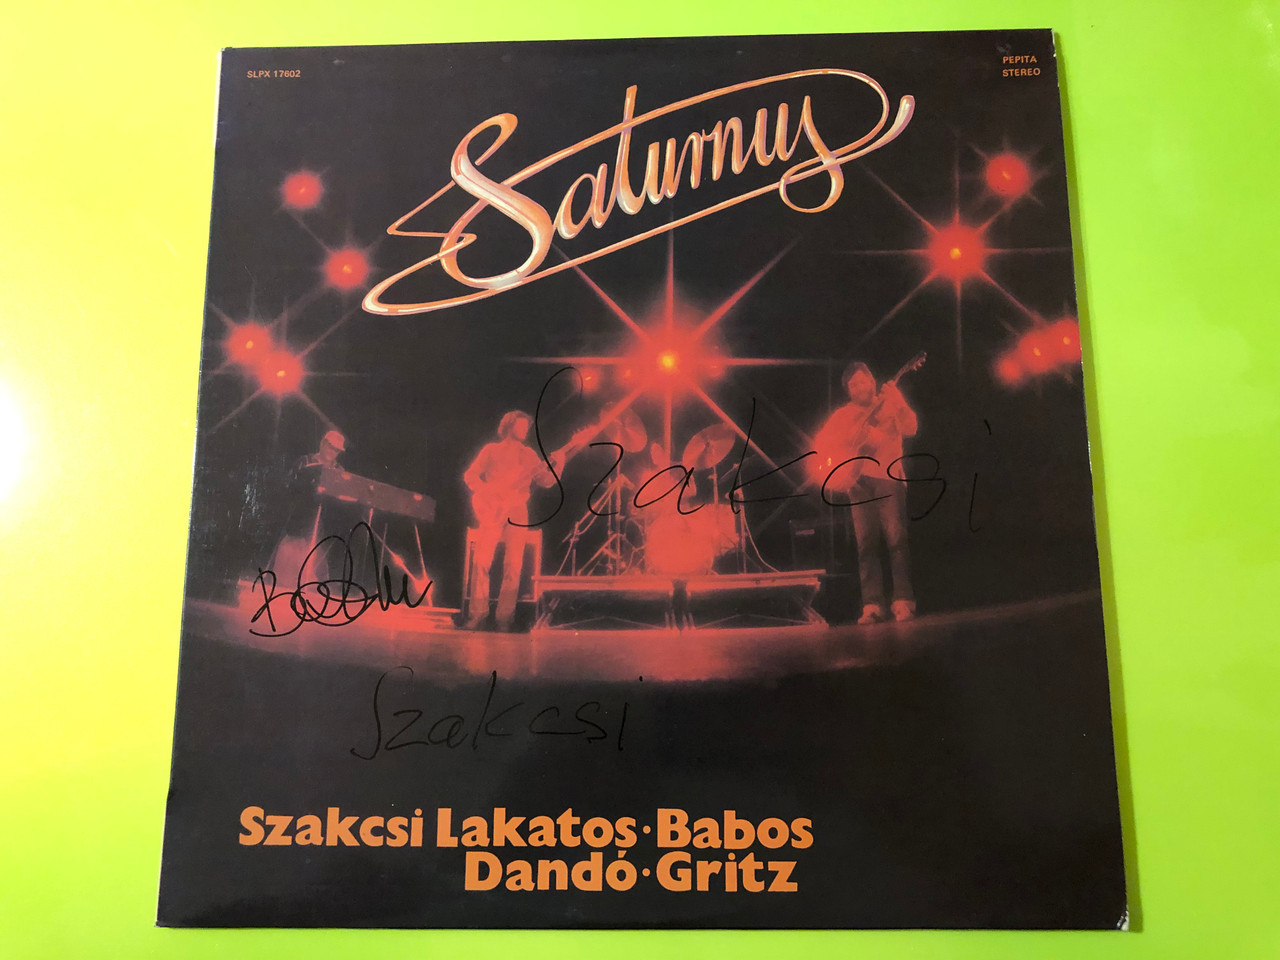 SLPX 17602
PEPITA
STEREO
Saturnus
Szakcsi
Szakcsi
Szakcsi Lakatos · Babos
Dandó · Gritz